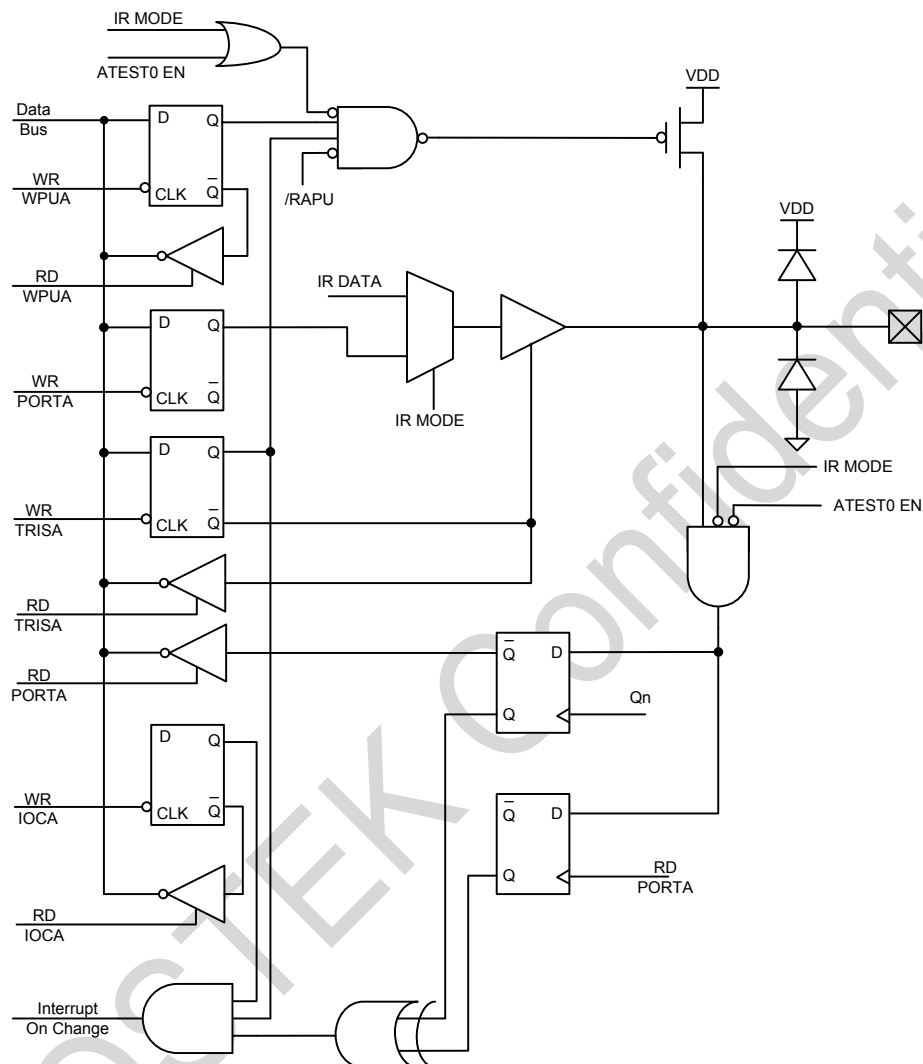 IR MODE
ATEST0 EN
Data
Bus
D
Q
WR
WPUA
CLK
Q
/RAPU
VDD
RD
WPUA
VDD
IR DATA
D
Q
WR
PORTA
CLK
Q
IR MODE
D
Q
WR
TRISA
CLK
Q
IR MODE
ATEST0 EN
RD
TRISA
RD
PORTA
Q
D
Q
Qn
D
Q
WR
IOCA
CLK
Q
Q
D
Q
RD
PORTA
RD
IOCA
Interrupt
On Change
OSTEK Confidenti